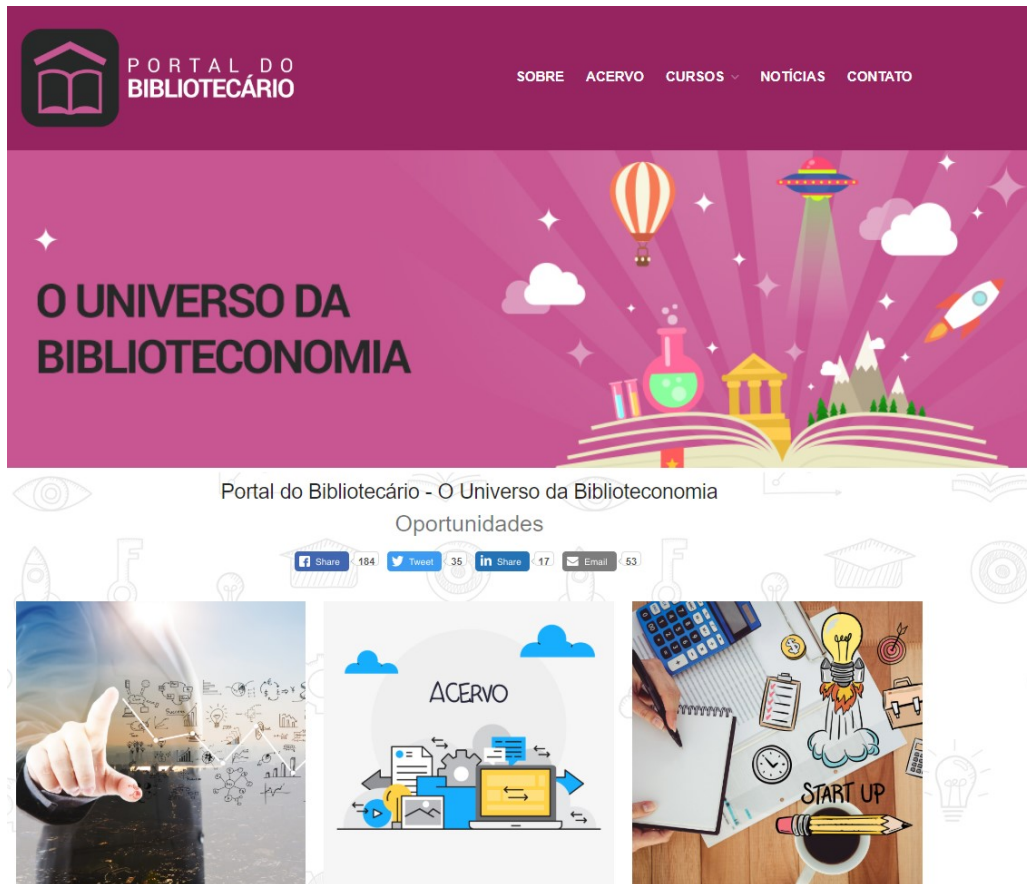 PORTAL DO
BIBLIOTECÁRIO
SOBRE ACERVO CURSOS NOTÍCIAS CONTATO
O UNIVERSO DA
BIBLIOTECONOMIA
Portal do Bibliotecário - O Universo da Biblioteconomia
Oportunidades
Share 184 Tweet 35 in Share 17 Email 53
ACERVO
START UP